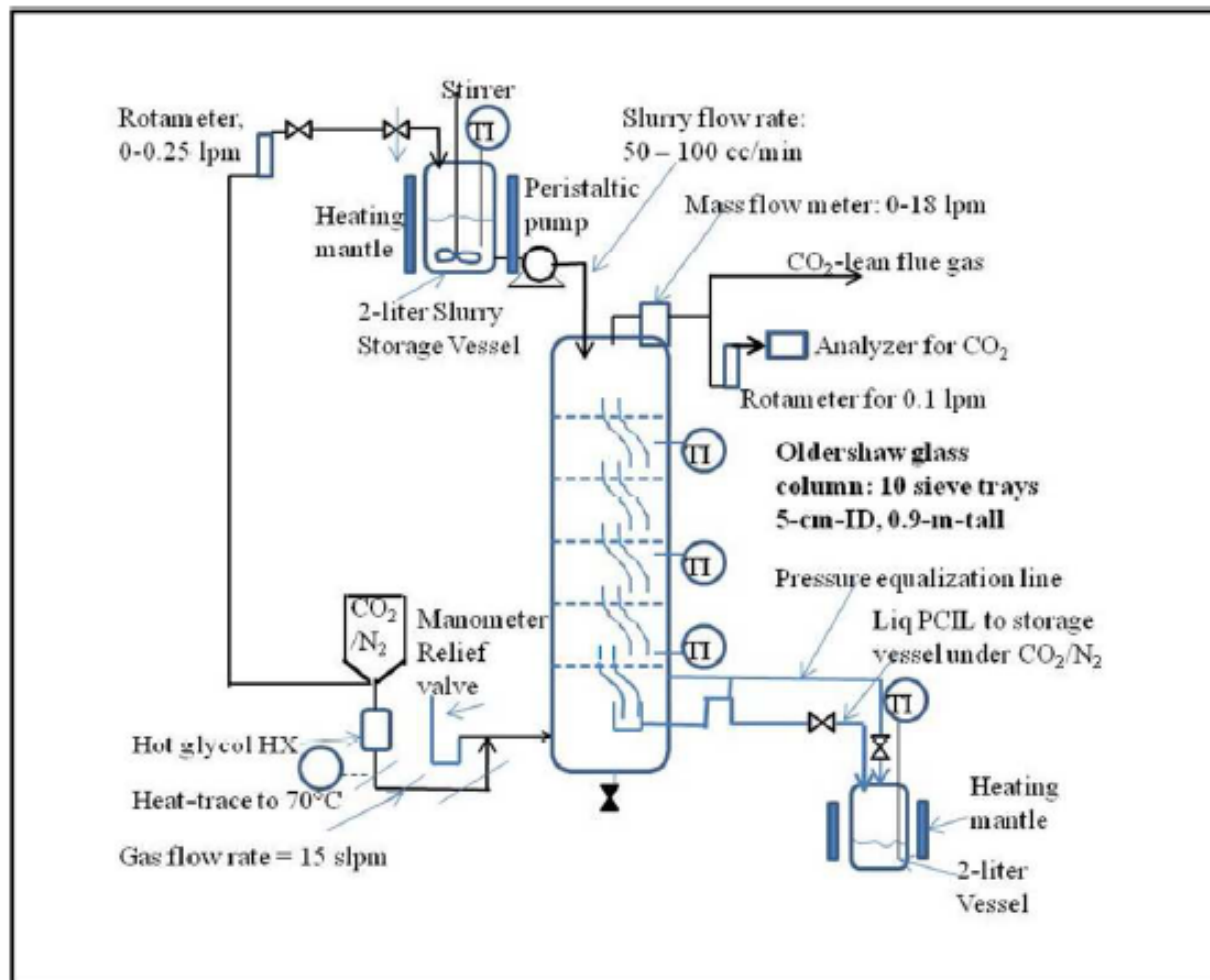 Stirrer
Rotameter,
0-0.25 lpm
TI
Slurry flow rate:
50 – 100 cc/min
Heating
mantle
Peristaltic
pump
Mass flow meter: 0-18 lpm
CO₂-lean flue gas
2-liter Slurry
Storage Vessel
Analyzer for CO₂
Rotameter for 0.1 lpm
TI
Oldershaw glass
column: 10 sieve trays
5-cm-ID, 0.9-m-tall
TI
Pressure equalization line
CO₂
/N₂
Manometer
Relief
valve
Liq PCIL to storage
vessel under CO₂/N₂
TI
TI
Hot glycol HX
Heat-trace to 70°C
Gas flow rate = 15 slpm
Heating
mantle
2-liter
Vessel